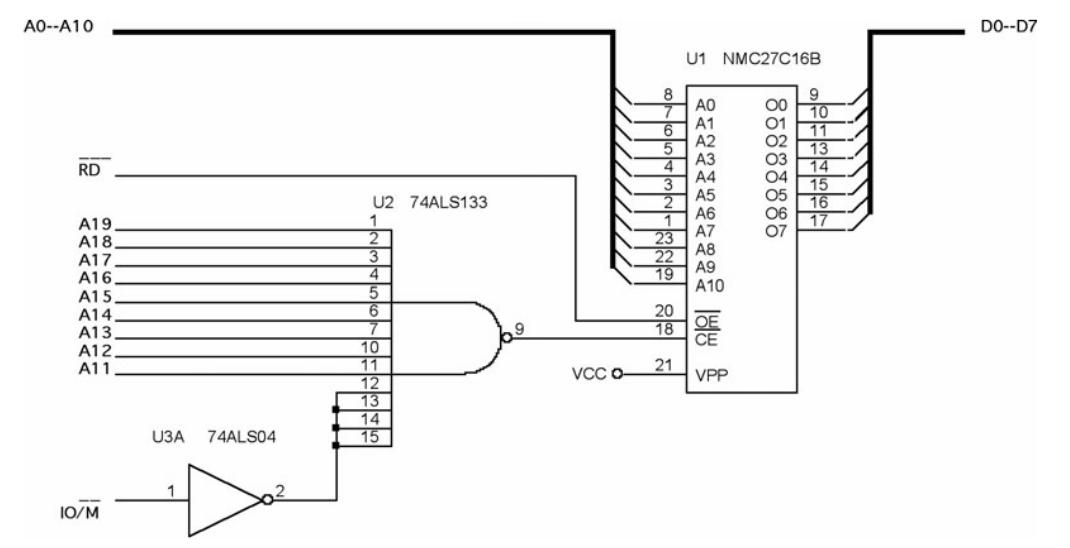 A0--A10
D0--D7
U1 NMC27C16B
8 A0 O0 9
7 A1 O1 10
6 A2 O2 11
5 A3 O3 13
4 A4 O4 14
3 A5 O5 15
2 A6 O6 16
1 A7 O7 17
23 A8
22 A9
19 A10
RD
U2 74ALS133
A19 1
A18 2
A17 3
A16 4
A15 5
A14 6
A13 7
A12 10
A11 11
12
13
14
15
9
20 OE
18 CE
VCC 21 VPP
U3A 74ALS04
1 2
IO/M